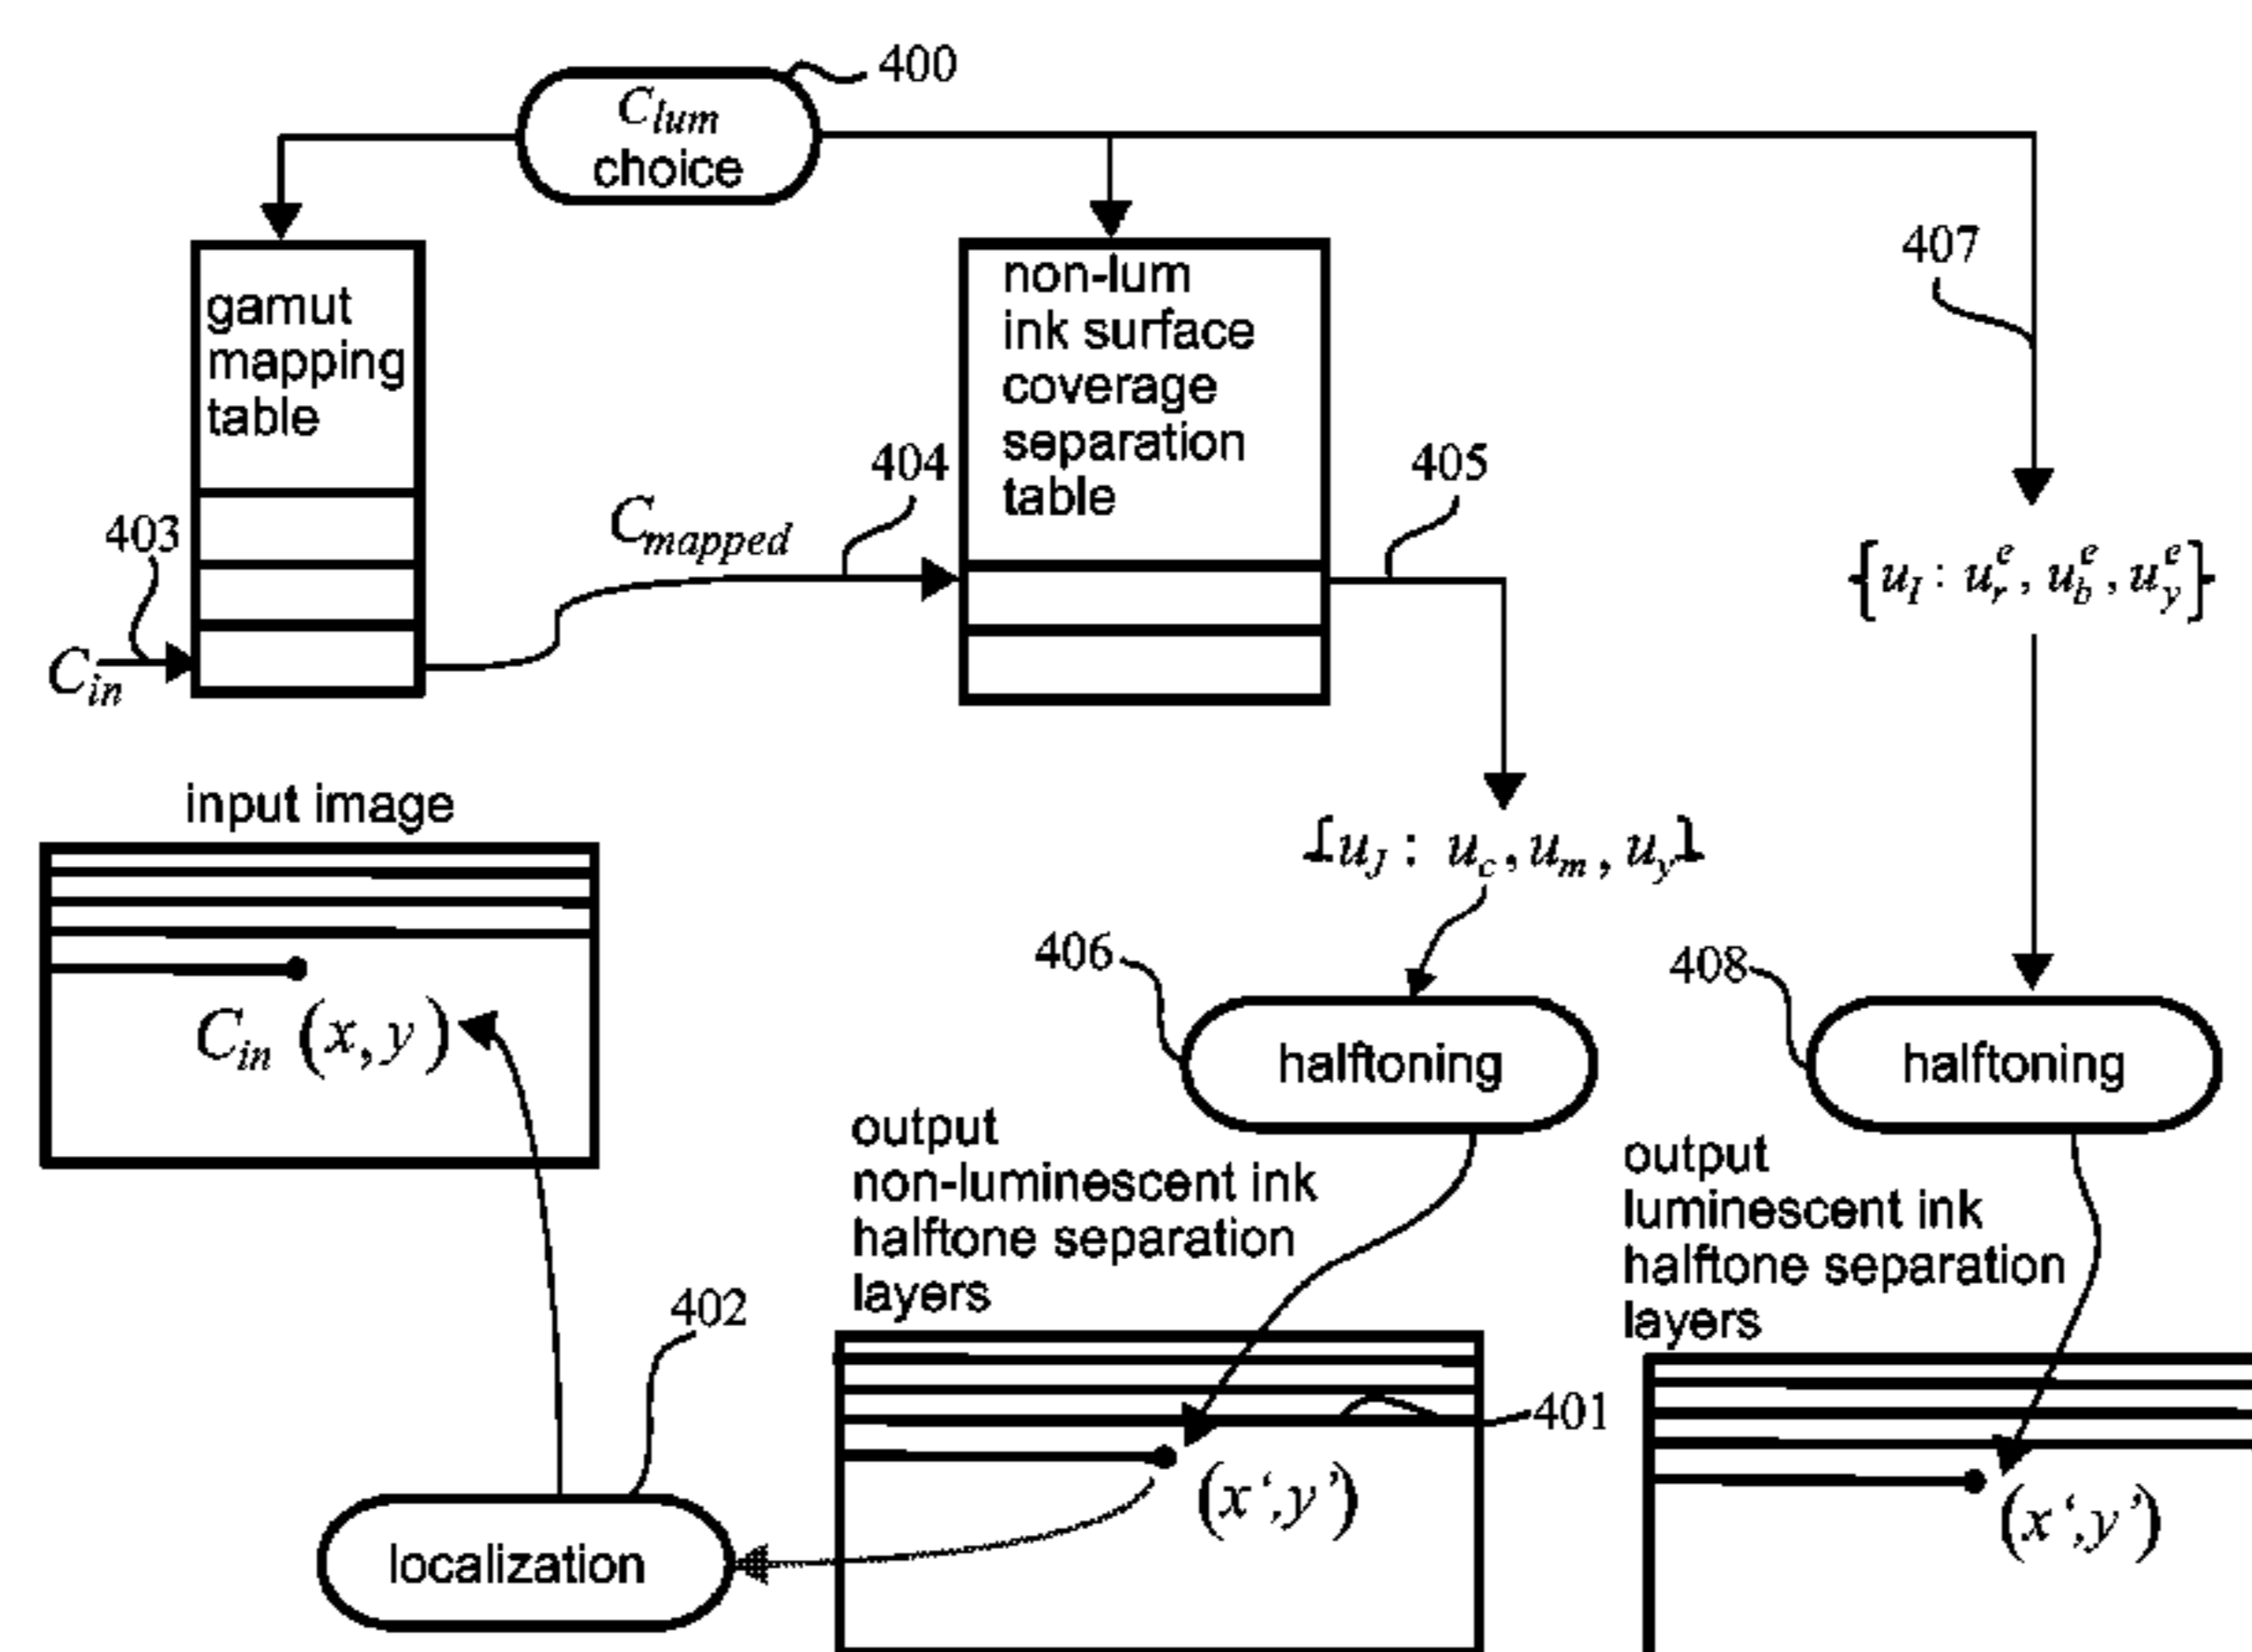 400
C_lum
choice
gamut
mapping
table
non-lum
ink surface
coverage
separation
table
407
403
C_in
C_mapped
404
405
{u_I : u_r^e, u_b^e, u_y^e}
input image
{u_J : u_c, u_m, u_y}
C_in (x, y)
406
halftoning
408
halftoning
output
non-luminescent ink
halftone separation
layers
output
luminescent ink
halftone separation
layers
402
401
(x‘,y’)
(x‘,y’)
localization